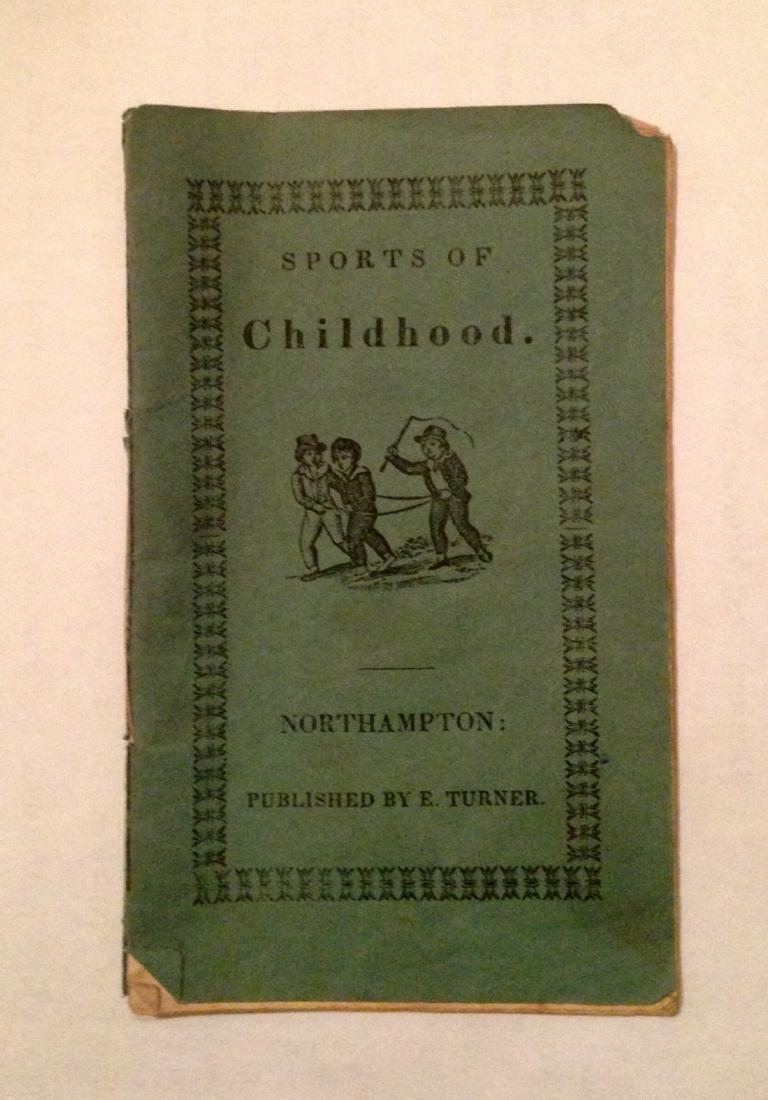 SPORTS OF
Childhood.
NORTHAMPTON:
PUBLISHED BY E. TURNER.